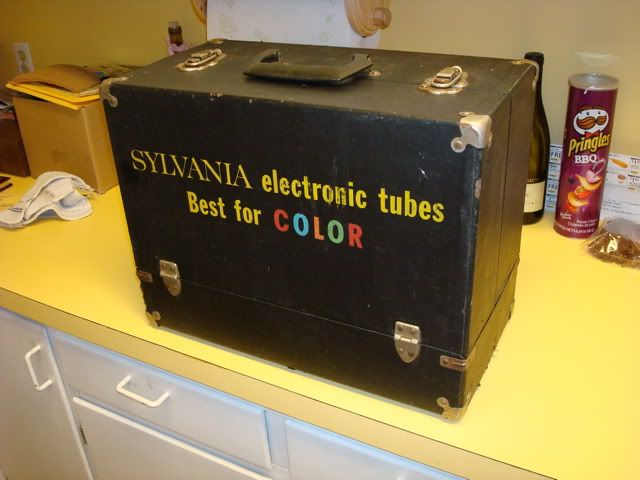 SYLVANIA electronic tubes
Best for COLOR
Pringles
BBQ